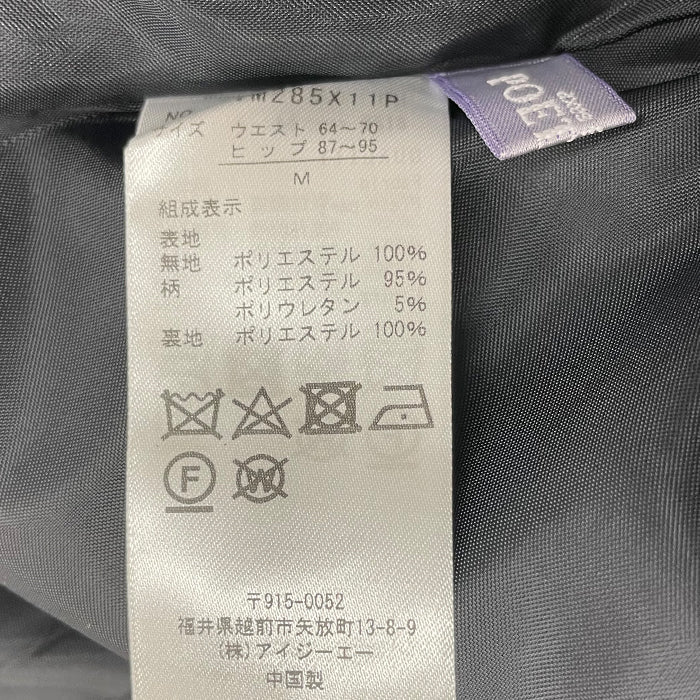 M285X11P
サイズ ウエスト 64～70
ヒップ 87～95
M
組成表示
表地
無地 ポリエステル 100%
柄 ポリエステル 95%
ポリウレタン 5%
裏地 ポリエステル 100%
F
W
〒915-0052
福井県越前市矢放町13-8-9
(株)アイジーエー
中国製
axes
POE